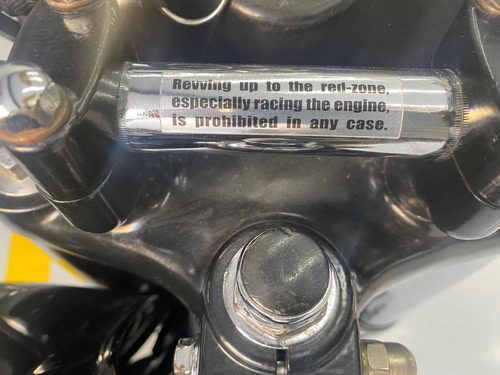 Revving up to the red-zone,
especially racing the engine,
is prohibited in any case.